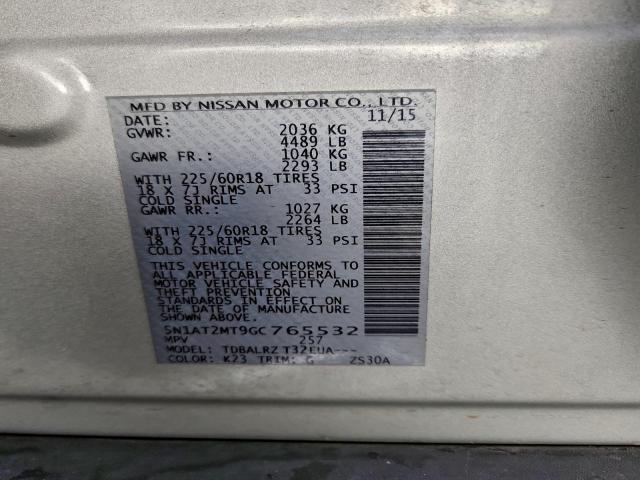 MFD BY NISSAN MOTOR CO., LTD.
DATE: 11/15
GVWR: 2036 KG
4489 LB
GAWR FR.: 1040 KG
2293 LB
WITH 225/60R18 TIRES
18 X 7J RIMS AT 33 PSI
COLD SINGLE
GAWR RR.: 1027 KG
2264 LB
WITH 225/60R18 TIRES
18 X 7J RIMS AT 33 PSI
COLD SINGLE
THIS VEHICLE CONFORMS TO
ALL APPLICABLE FEDERAL
MOTOR VEHICLE SAFETY AND
THEFT PREVENTION
STANDARDS IN EFFECT ON
THE DATE OF MANUFACTURE
SHOWN ABOVE.
5N1AT2MT9GC765532
MPV 257
MODEL: TDBALRZ T32EUA---
COLOR: K23 TRIM: G ZS30A